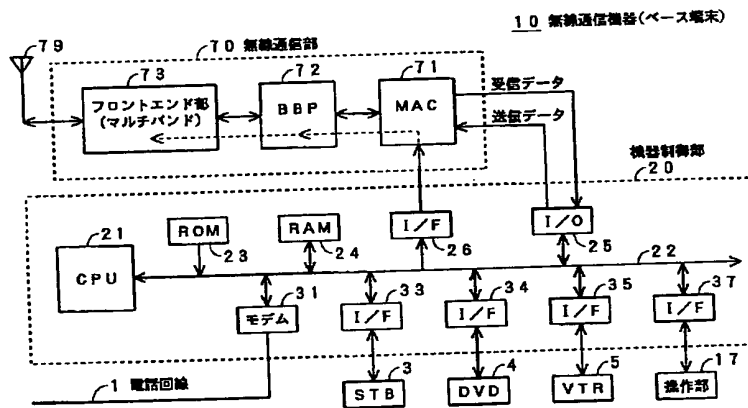 10 無線通信機器(ベース端末)
79
70 無線通信部
73
72
71
フロントエンド部
(マルチバンド)
BBP
MAC
受信データ
送信データ
機器制御部
20
21
CPU
ROM
23
RAM
24
I/F
26
I/O
25
22
31
モデム
33
I/F
34
I/F
35
I/F
37
I/F
1 電話回線
3
STB
4
DVD
5
VTR
17
操作部